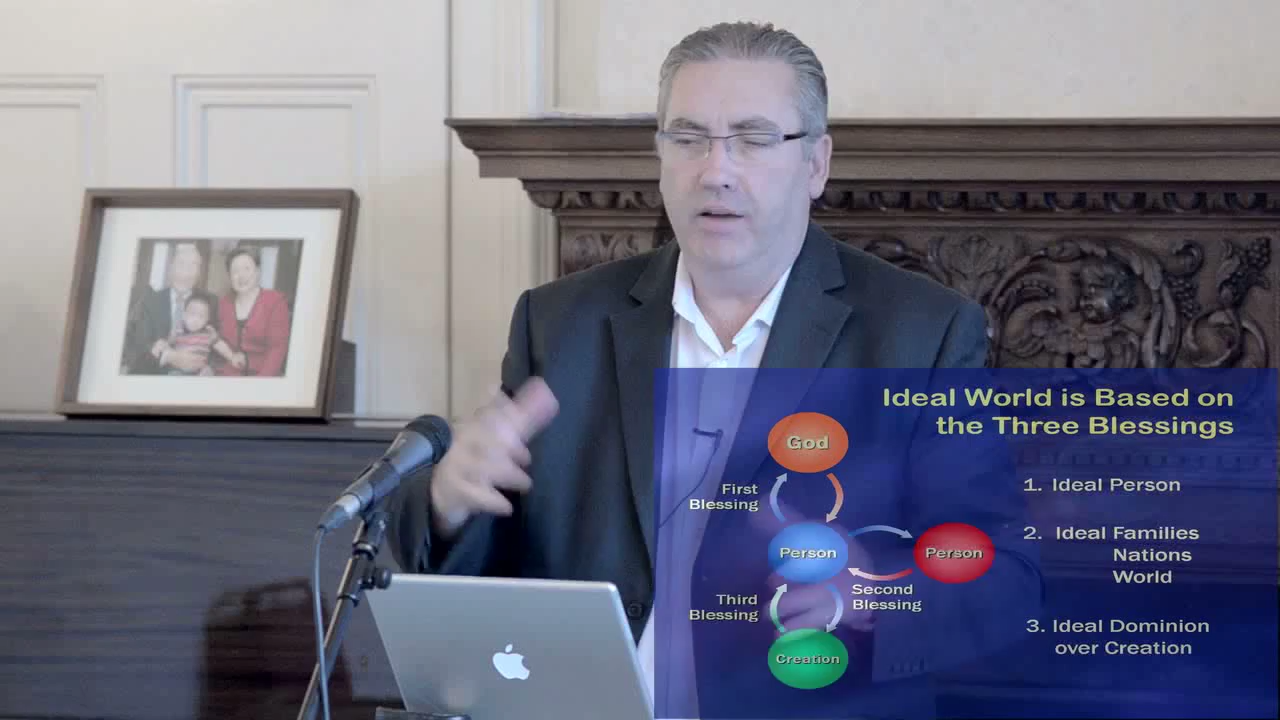 Ideal World is Based on
the Three Blessings
God
First
Blessing
Person
Person
Second
Blessing
Third
Blessing
Creation
1. Ideal Person
2. Ideal Families
Nations
World
3. Ideal Dominion
over Creation